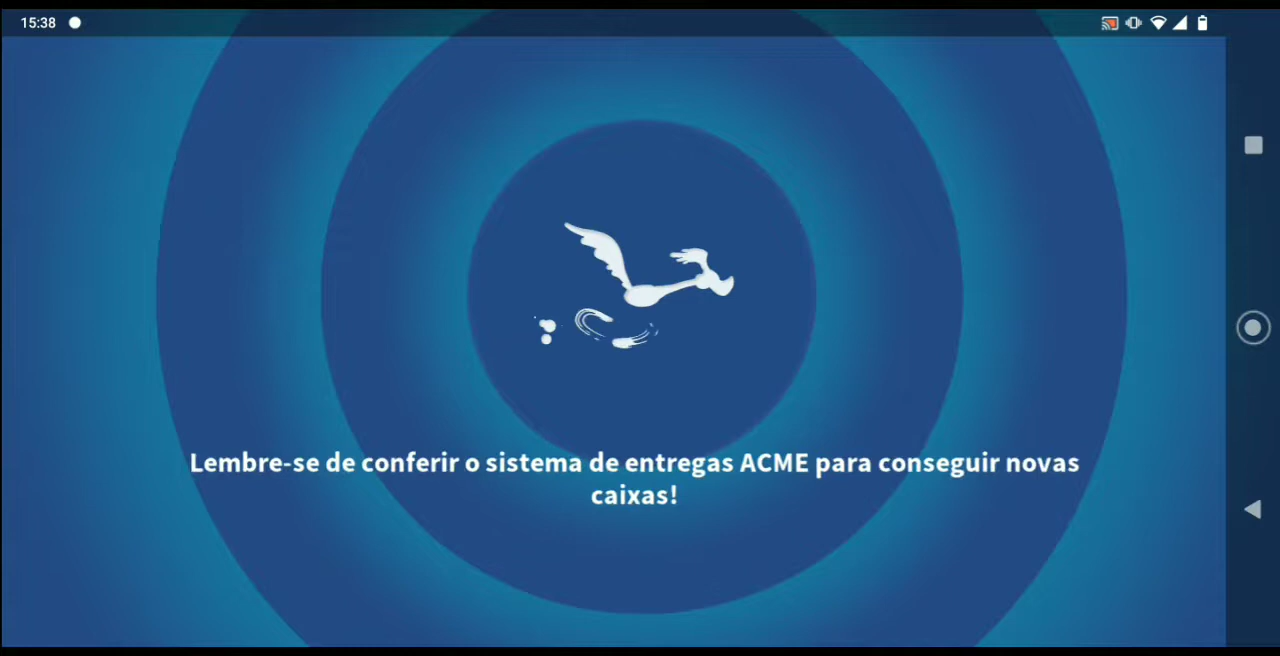 15:38
Lembre-se de conferir o sistema de entregas ACME para conseguir novas
caixas!